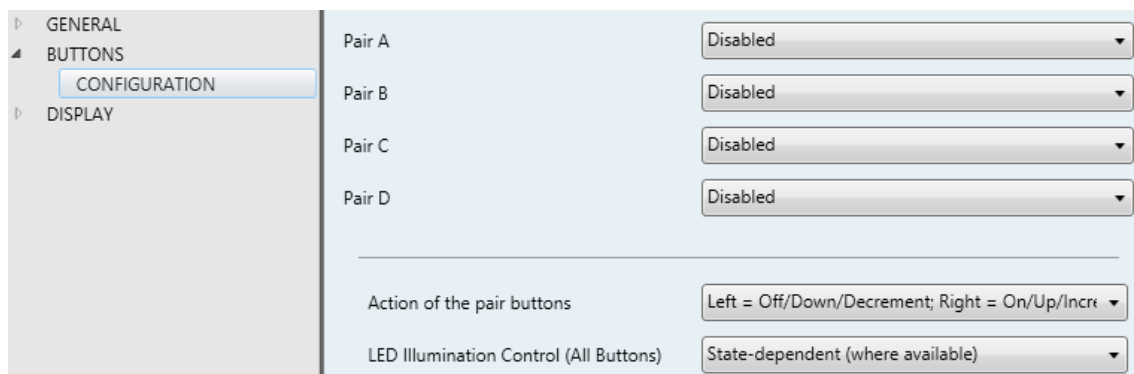 GENERAL
BUTTONS
CONFIGURATION
DISPLAY
Pair A Disabled
Pair B Disabled
Pair C Disabled
Pair D Disabled
Action of the pair buttons Left = Off/Down/Decrement; Right = On/Up/Incre
LED Illumination Control (All Buttons) State-dependent (where available)